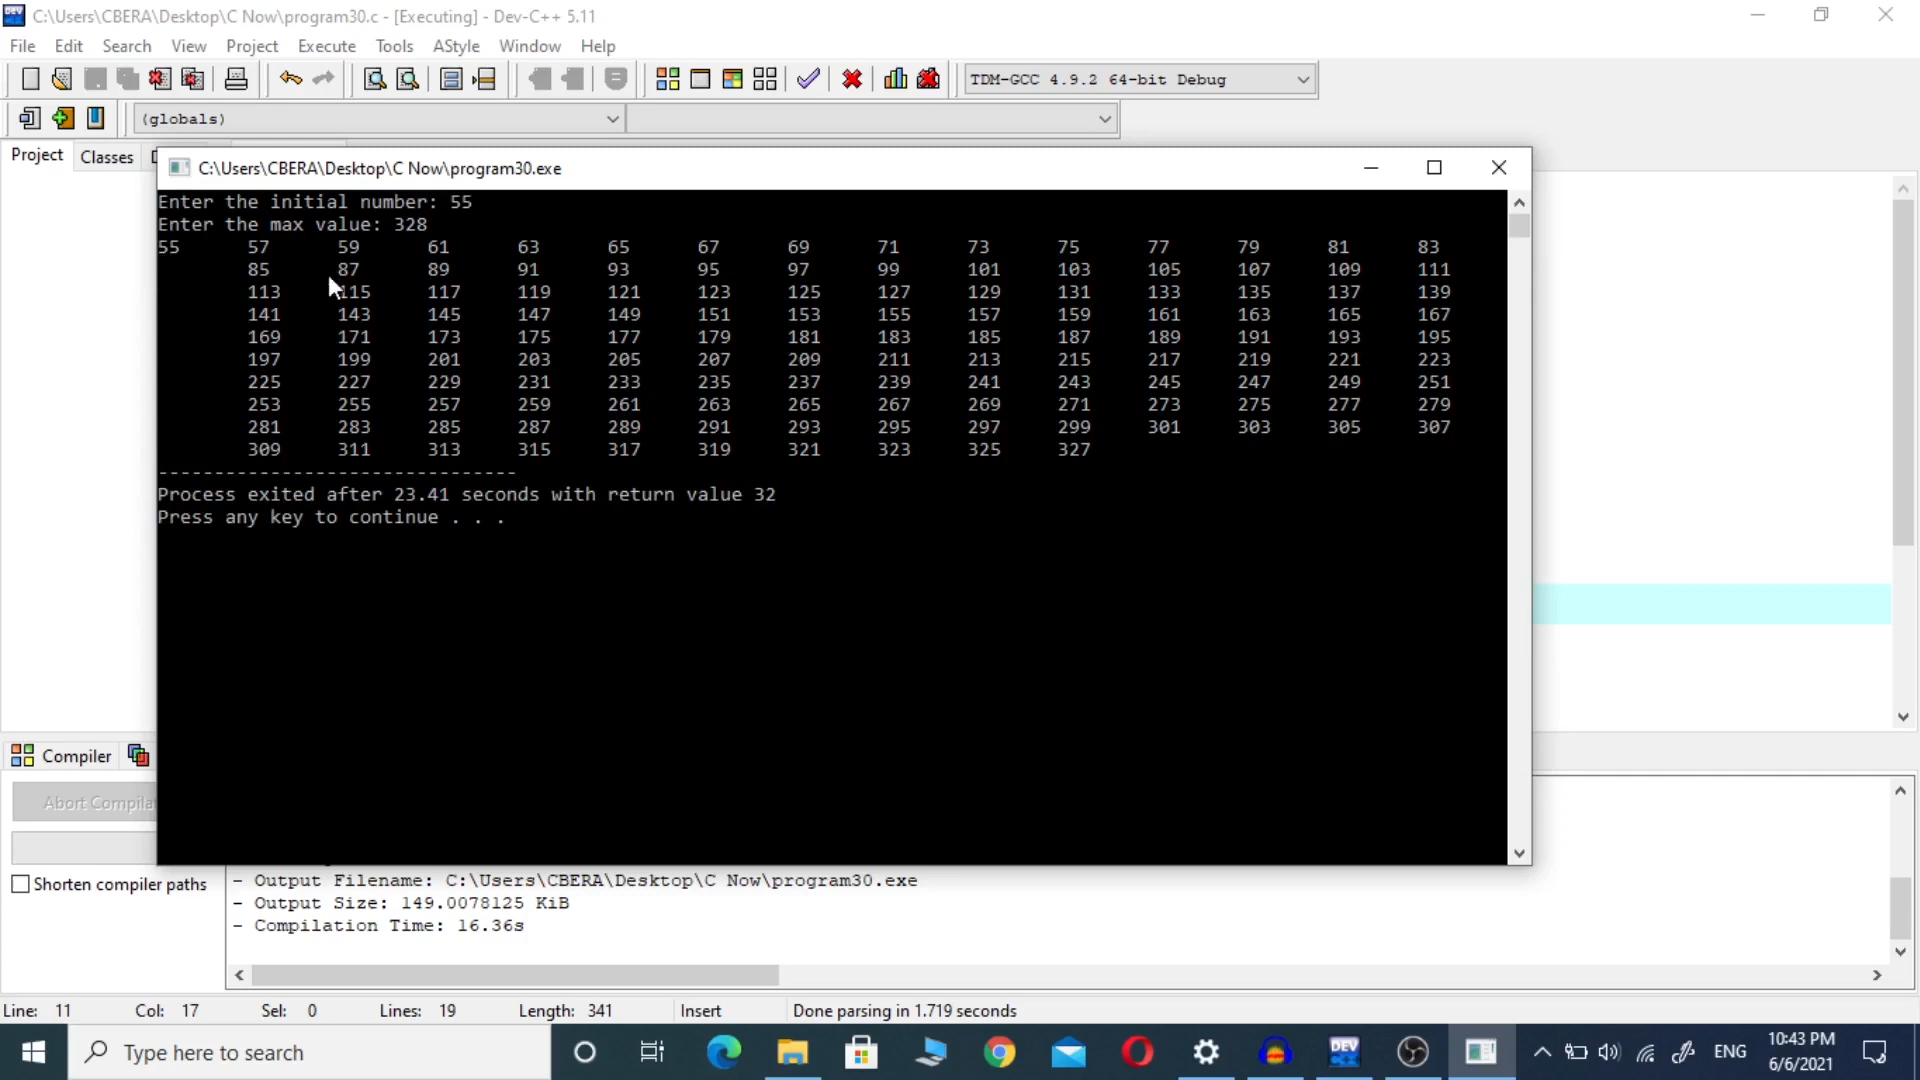 C:\Users\CBERA\Desktop\C Now\program30.c - [Executing] - Dev-C++ 5.11
File Edit Search View Project Execute Tools AStyle Window Help
TDM-GCC 4.9.2 64-bit Debug
(globals)
Project Classes
C:\Users\CBERA\Desktop\C Now\program30.exe
Enter the initial number: 55
Enter the max value: 328
55 57 59 61 63 65 67 69 71 73 75 77 79 81 83
85 87 89 91 93 95 97 99 101 103 105 107 109 111
113 115 117 119 121 123 125 127 129 131 133 135 137 139
141 143 145 147 149 151 153 155 157 159 161 163 165 167
169 171 173 175 177 179 181 183 185 187 189 191 193 195
197 199 201 203 205 207 209 211 213 215 217 219 221 223
225 227 229 231 233 235 237 239 241 243 245 247 249 251
253 255 257 259 261 263 265 267 269 271 273 275 277 279
281 283 285 287 289 291 293 295 297 299 301 303 305 307
309 311 313 315 317 319 321 323 325 327
--------------------------------
Process exited after 23.41 seconds with return value 32
Press any key to continue . . .
Compiler
Abort Compila
Shorten compiler paths
- Output Filename: C:\Users\CBERA\Desktop\C Now\program30.exe
- Output Size: 149.0078125 KiB
- Compilation Time: 16.36s
Line: 11 Col: 17 Sel: 0 Lines: 19 Length: 341 Insert Done parsing in 1.719 seconds
Type here to search
DEV
ENG
10:43 PM
6/6/2021